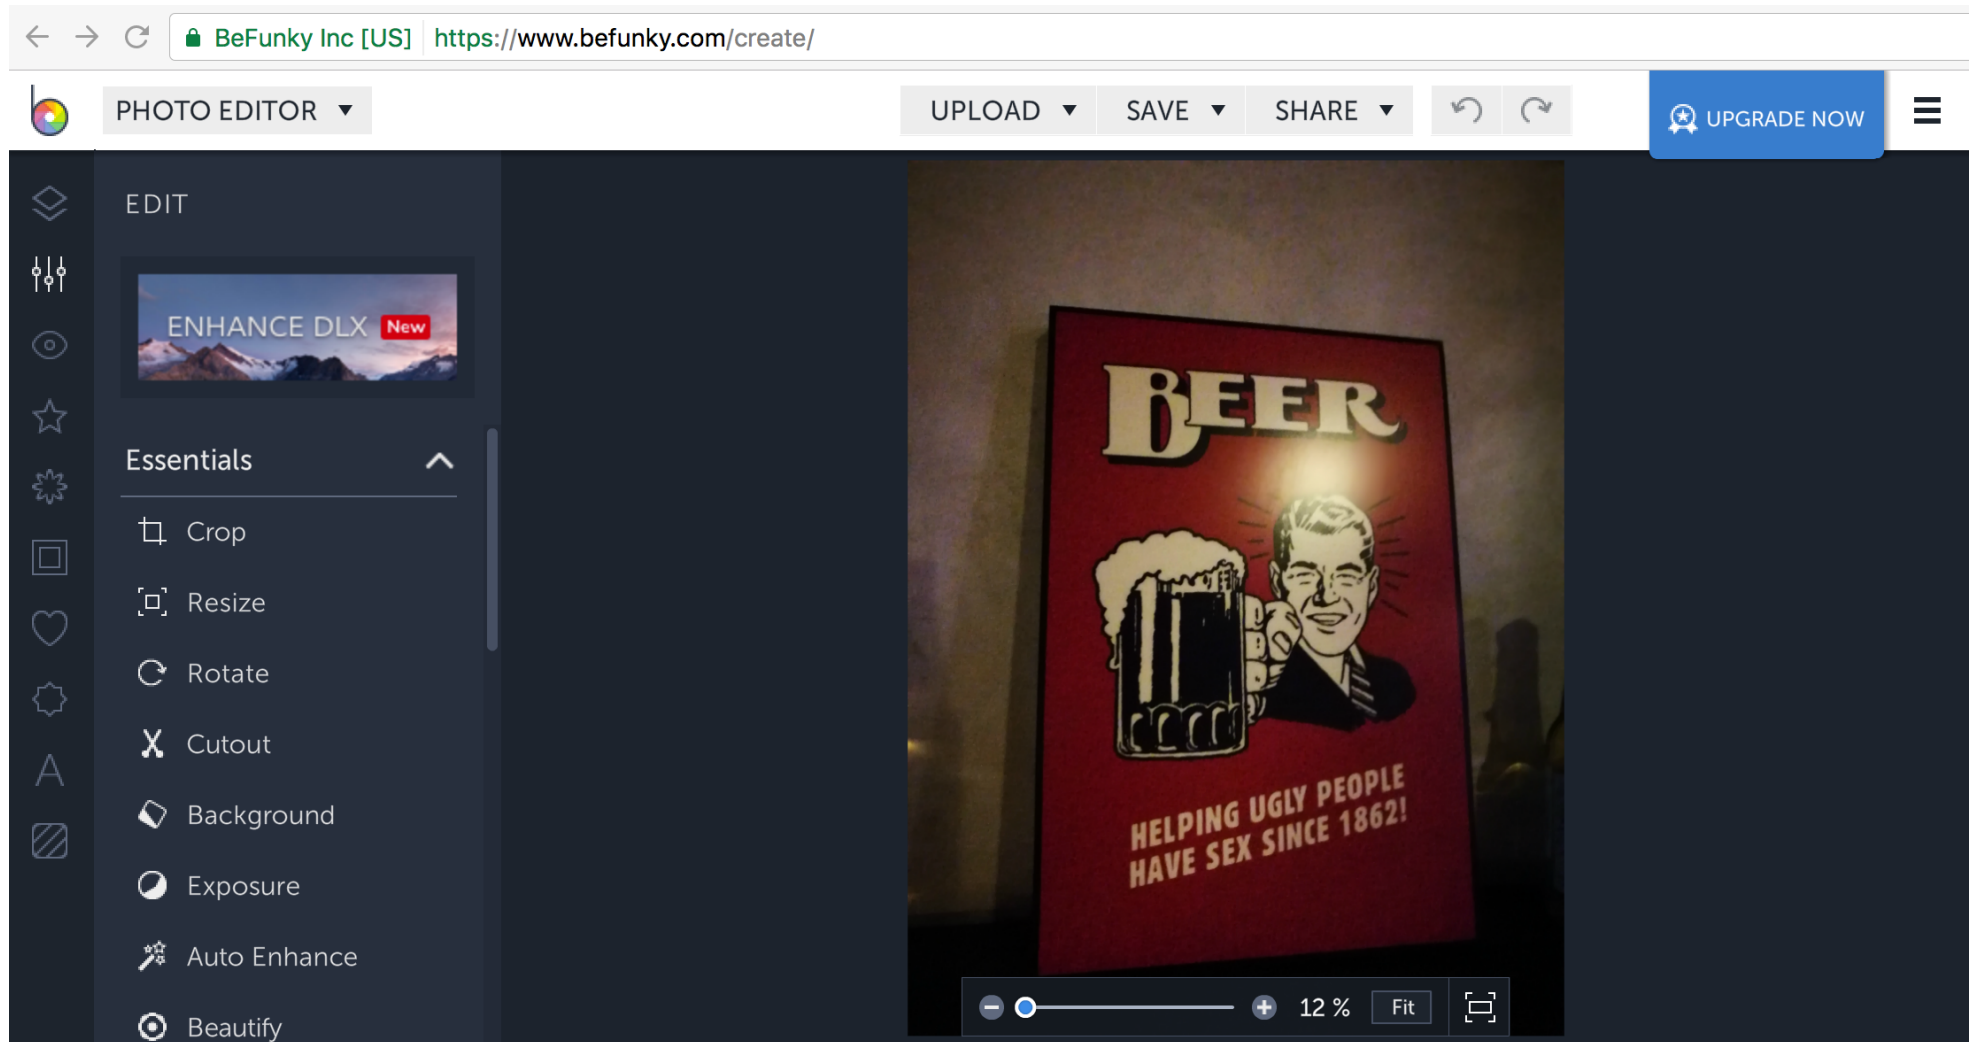 BeFunky Inc [US] https://www.befunky.com/create/
PHOTO EDITOR
UPLOAD SAVE SHARE UPGRADE NOW
EDIT
ENHANCE DLX New
Essentials
Crop
Resize
Rotate
Cutout
Background
Exposure
Auto Enhance
Beautify
BEER
HELPING UGLY PEOPLE
HAVE SEX SINCE 1862!
12 % Fit